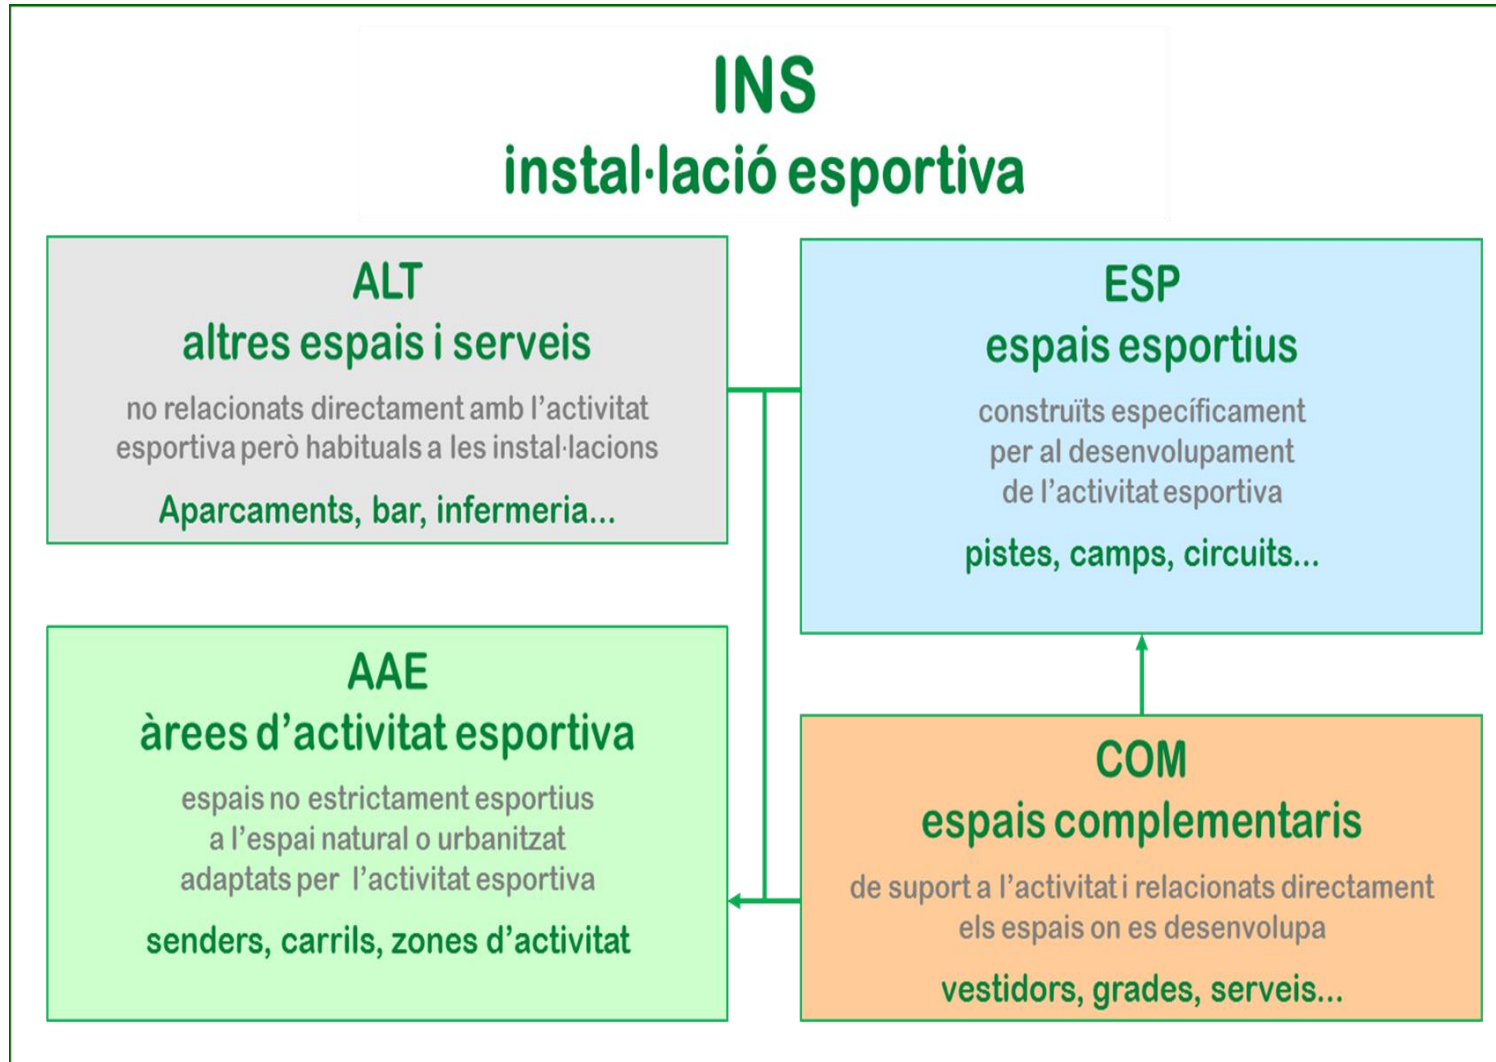 INS
instal·lació esportiva
ALT
altres espais i serveis
no relacionats directament amb l’activitat
esportiva però habituals a les instal·lacions
Aparcaments, bar, infermeria...
ESP
espais esportius
construïts específicament
per al desenvolupament
de l’activitat esportiva
pistes, camps, circuits...
AAE
àrees d’activitat esportiva
espais no estrictament esportius
a l’espai natural o urbanitzat
adaptats per l’activitat esportiva
senders, carrils, zones d’activitat
COM
espais complementaris
de suport a l’activitat i relacionats directament
els espais on es desenvolupa
vestidors, grades, serveis...